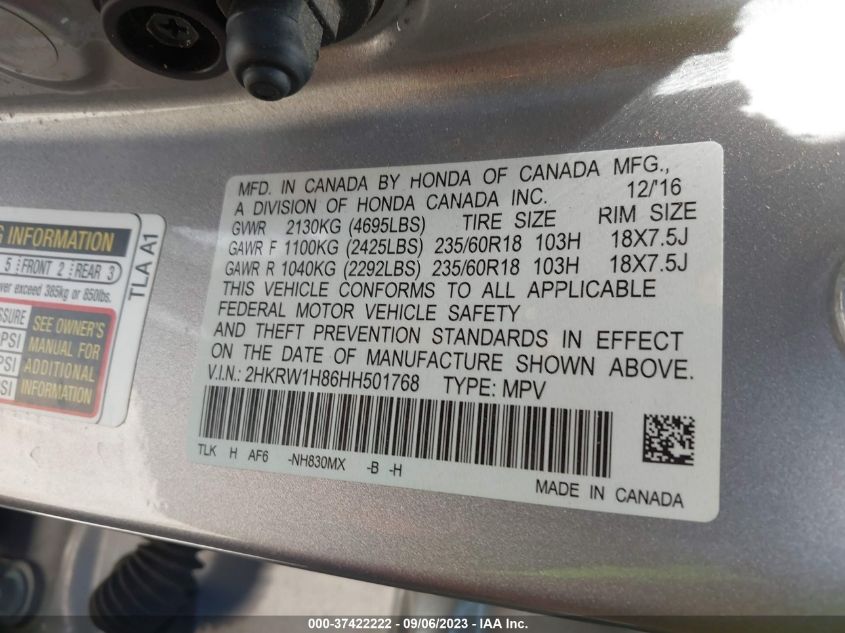 MFD. IN CANADA BY HONDA OF CANADA MFG.,
A DIVISION OF HONDA CANADA INC. 12/'16
GVWR 2130KG (4695LBS) TIRE SIZE RIM SIZE
GAWR F 1100KG (2425LBS) 235/60R18 103H 18X7.5J
GAWR R 1040KG (2292LBS) 235/60R18 103H 18X7.5J
THIS VEHICLE CONFORMS TO ALL APPLICABLE
FEDERAL MOTOR VEHICLE SAFETY
AND THEFT PREVENTION STANDARDS IN EFFECT
ON THE DATE OF MANUFACTURE SHOWN ABOVE.
V.I.N.: 2HKRW1H86HH501768 TYPE: MPV
TLK H AF6 -NH830MX -B -H
MADE IN CANADA
INFORMATION
5 FRONT 2 REAR 3
exceed 385kg or 850lbs.
SEE OWNER'S
MANUAL FOR
ADDITIONAL
INFORMATION
TLA A1
000-37422222 - 09/06/2023 - IAA Inc.